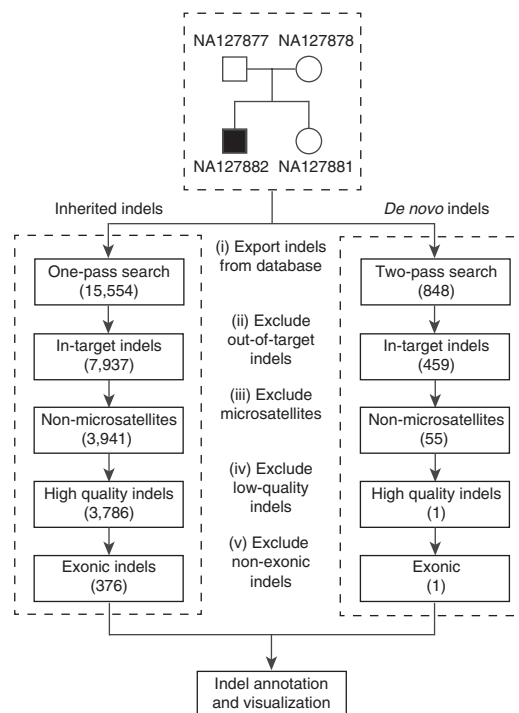 NA127877 NA127878
NA127882 NA127881
Inherited indels
De novo indels
(i) Export indels
from database
One-pass search
(15,554)
Two-pass search
(848)
(ii) Exclude
out-of-target
indels
In-target indels
(7,937)
In-target indels
(459)
(iii) Exclude
microsatellites
Non-microsatellites
(3,941)
Non-microsatellites
(55)
(iv) Exclude
low-quality
indels
High quality indels
(3,786)
High quality indels
(1)
(v) Exclude
non-exonic
indels
Exonic indels
(376)
Exonic
(1)
Indel annotation
and visualization